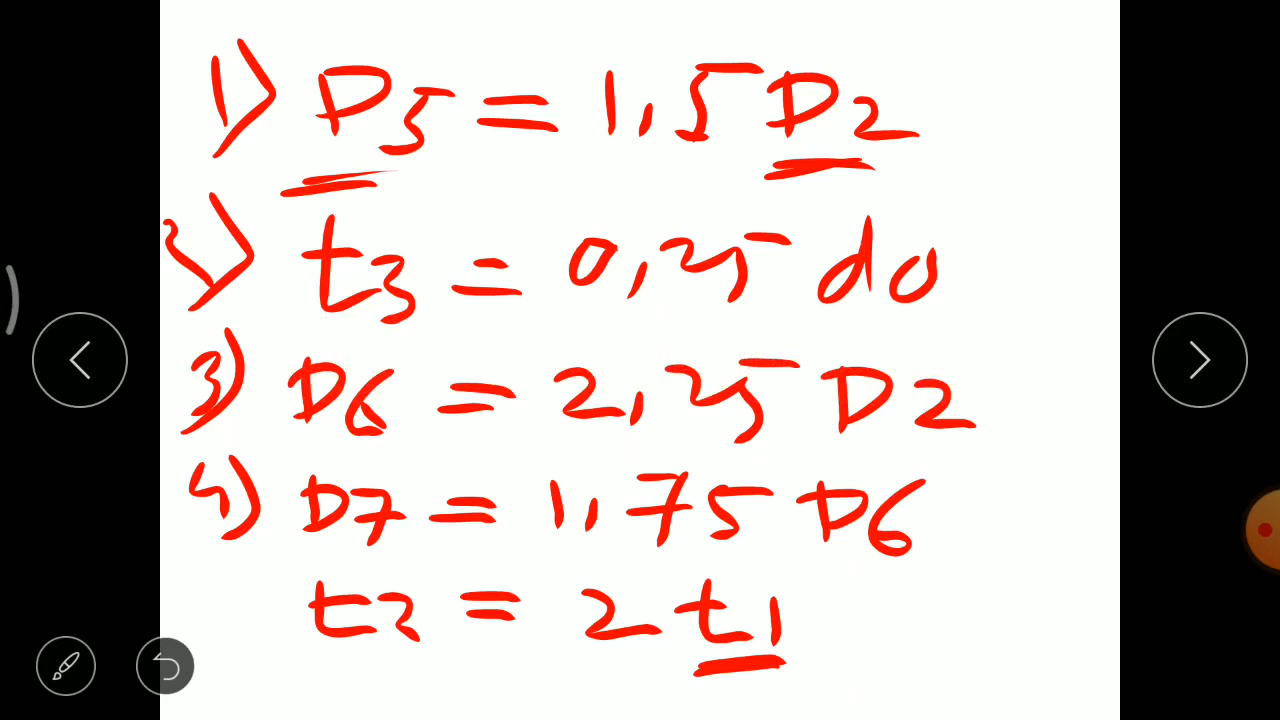 1) D5 = 1,5 D2
2) t3 = 0,25 do
3) D6 = 2,25 D2
4) D7 = 1,75 D6
t2 = 2 t1